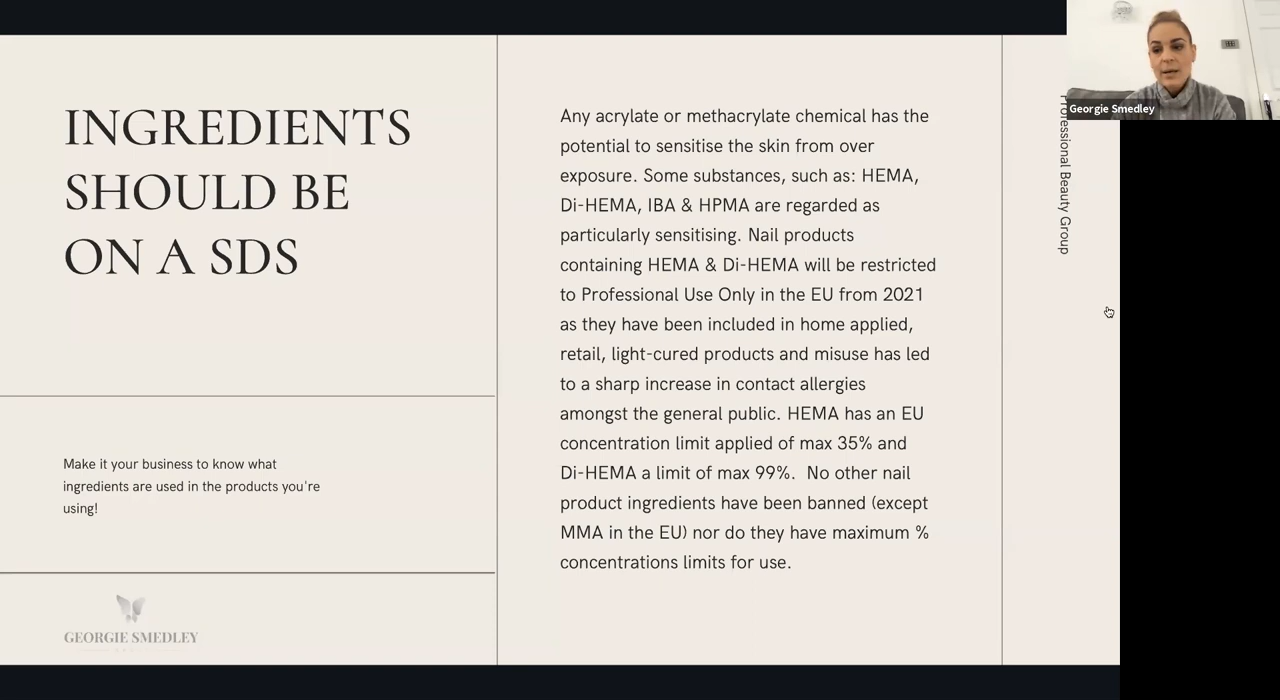 INGREDIENTS
SHOULD BE
ON A SDS
Make it your business to know what
ingredients are used in the products you're
using!
GEORGIE SMEDLEY
Any acrylate or methacrylate chemical has the
potential to sensitise the skin from over
exposure. Some substances, such as: HEMA,
Di-HEMA, IBA & HPMA are regarded as
particularly sensitising. Nail products
containing HEMA & Di-HEMA will be restricted
to Professional Use Only in the EU from 2021
as they have been included in home applied,
retail, light-cured products and misuse has led
to a sharp increase in contact allergies
amongst the general public. HEMA has an EU
concentration limit applied of max 35% and
Di-HEMA a limit of max 99%.  No other nail
product ingredients have been banned (except
MMA in the EU) nor do they have maximum %
concentrations limits for use.
Professional Beauty Group
Georgie Smedley